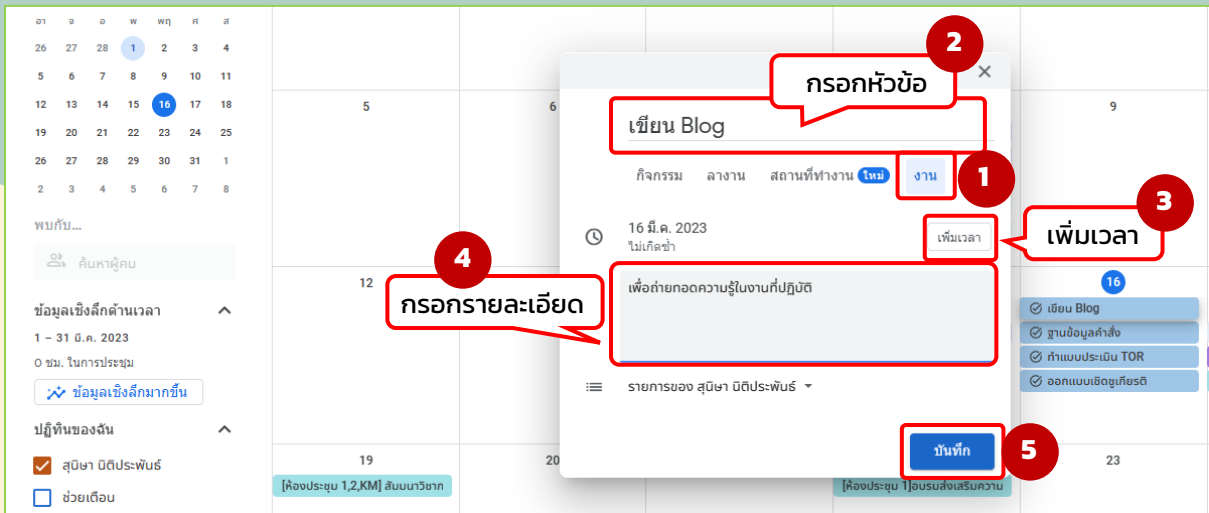 อา จ อ พ พฤ ศ ส
26 27 28 1 2 3 4
5 6 7 8 9 10 11
12 13 14 15 16 17 18
19 20 21 22 23 24 25
26 27 28 29 30 31 1
2 3 4 5 6 7 8
พบกับ...
ค้นหาผู้คน
ข้อมูลเชิงลึกด้านเวลา
1 – 31 มี.ค. 2023
0 ชม. ในการประชุม
ข้อมูลเชิงลึกมากขึ้น
ปฏิทินของฉัน
สุนิษา นิติประพันธ์
ช่วยเตือน
5
6
9
12
16
19
20
23
2
กรอกหัวข้อ
เขียน Blog
กิจกรรม ลางาน สถานที่ทำงาน ใหม่ งาน
1
16 มี.ค. 2023
ไม่เกิดซ้ำ
เพิ่มเวลา
3
เพิ่มเวลา
4
กรอกรายละเอียด
เพื่อถ่ายทอดความรู้ในงานที่ปฏิบัติ
รายการของ สุนิษา นิติประพันธ์
บันทึก
5
เขียน Blog
ฐานข้อมูลคำสั่ง
ทำแบบประเมิน TOR
ออกแบบเชิดชูเกียรติ
[ห้องประชุม 1,2,KM] สัมมนาวิชาก
[ห้องประชุม 1]อบรมส่งเสริมความ